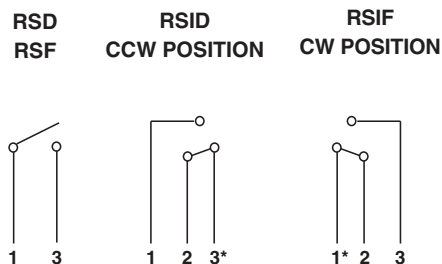 RSD
RSF
RSID
CCW POSITION
RSIF
CW POSITION
1 3
1 2 3*
1* 2 3